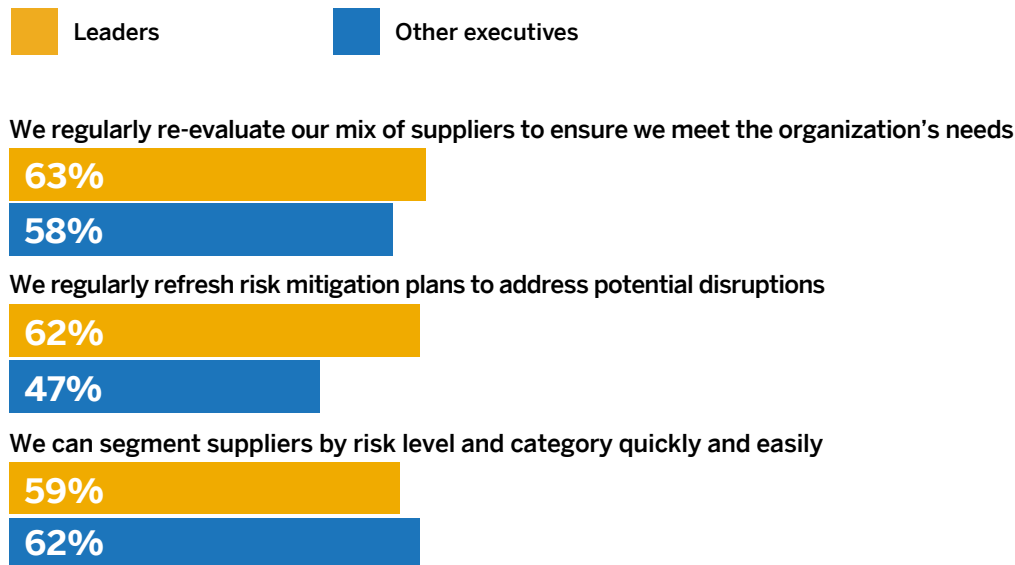 Leaders
Other executives
We regularly re-evaluate our mix of suppliers to ensure we meet the organization’s needs
63%
58%
We regularly refresh risk mitigation plans to address potential disruptions
62%
47%
We can segment suppliers by risk level and category quickly and easily
59%
62%